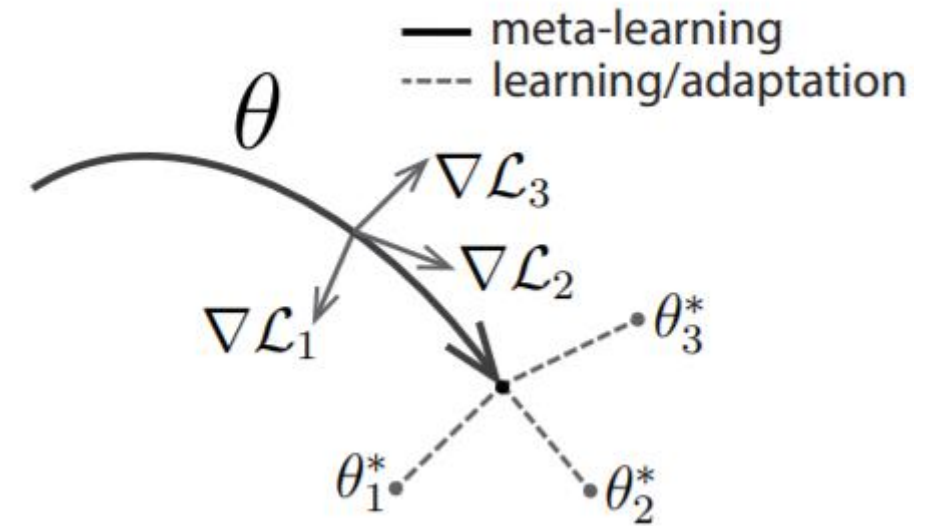 meta-learning
learning/adaptation
θ
∇ℒ₃
∇ℒ₂
∇ℒ₁
θ₃*
θ₁*
θ₂*